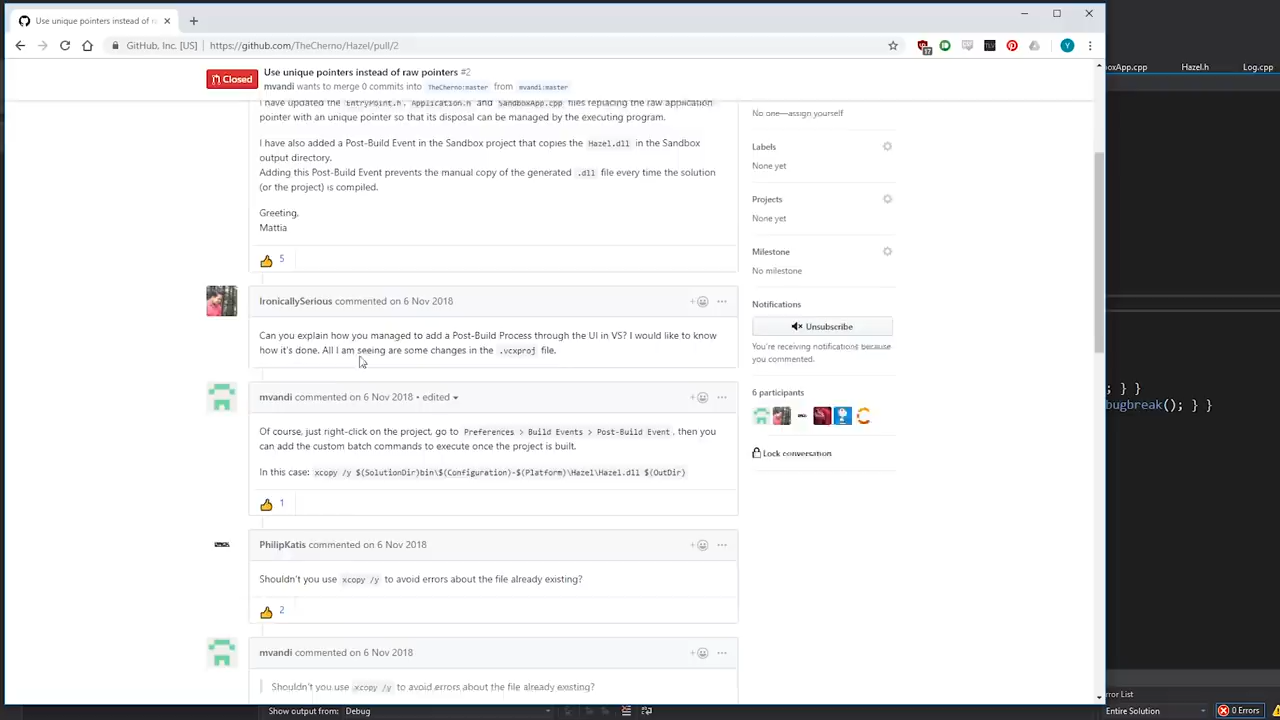 Use unique pointers instead of r
GitHub, Inc. [US]
https://github.com/TheCherno/Hazel/pull/2
17
TLV
Y
oxApp.cpp
Hazel.h
Log.cpp
Closed
Use unique pointers instead of raw pointers #2
mvandi wants to merge 0 commits into TheCherno:master from mvandi:master
I have updated the EntryPoint.h, Application.h and SandboxApp.cpp files replacing the raw application
pointer with an unique pointer so that its disposal can be managed by the executing program.
I have also added a Post-Build Event in the Sandbox project that copies the Hazel.dll in the Sandbox
output directory.
Adding this Post-Build Event prevents the manual copy of the generated .dll file every time the solution
(or the project) is compiled.
Greeting.
Mattia
5
IronicallySerious commented on 6 Nov 2018
Can you explain how you managed to add a Post-Build Process through the UI in VS? I would like to know
how it's done. All I am seeing are some changes in the .vcxproj file.
mvandi commented on 6 Nov 2018 • edited
Of course, just right-click on the project, go to Preferences > Build Events > Post-Build Event, then you
can add the custom batch commands to execute once the project is built.
In this case: xcopy /y $(SolutionDir)bin\$(Configuration)-$(Platform)\Hazel\Hazel.dll $(OutDir)
1
PhilipKatis commented on 6 Nov 2018
Shouldn't you use xcopy /y to avoid errors about the file already existing?
2
mvandi commented on 6 Nov 2018
Shouldn't you use xcopy /y to avoid errors about the file already existing?
No one—assign yourself
Labels
None yet
Projects
None yet
Milestone
No milestone
Notifications
Unsubscribe
You're receiving notifications because
you commented.
6 participants
Lock conversation
; } }
bugbreak(); } }
rror List
Show output from: Debug
Entire Solution
0 Errors